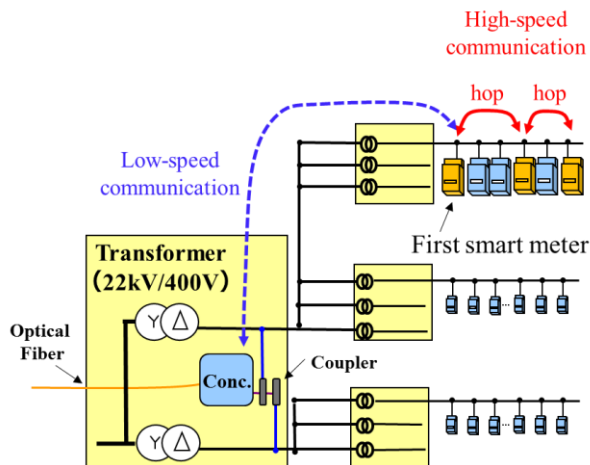 High-speed
communication
hop
hop
Low-speed
communication
First smart meter
Transformer
(22kV/400V)
Y Δ
Optical
Fiber
Conc.
Coupler
Y Δ